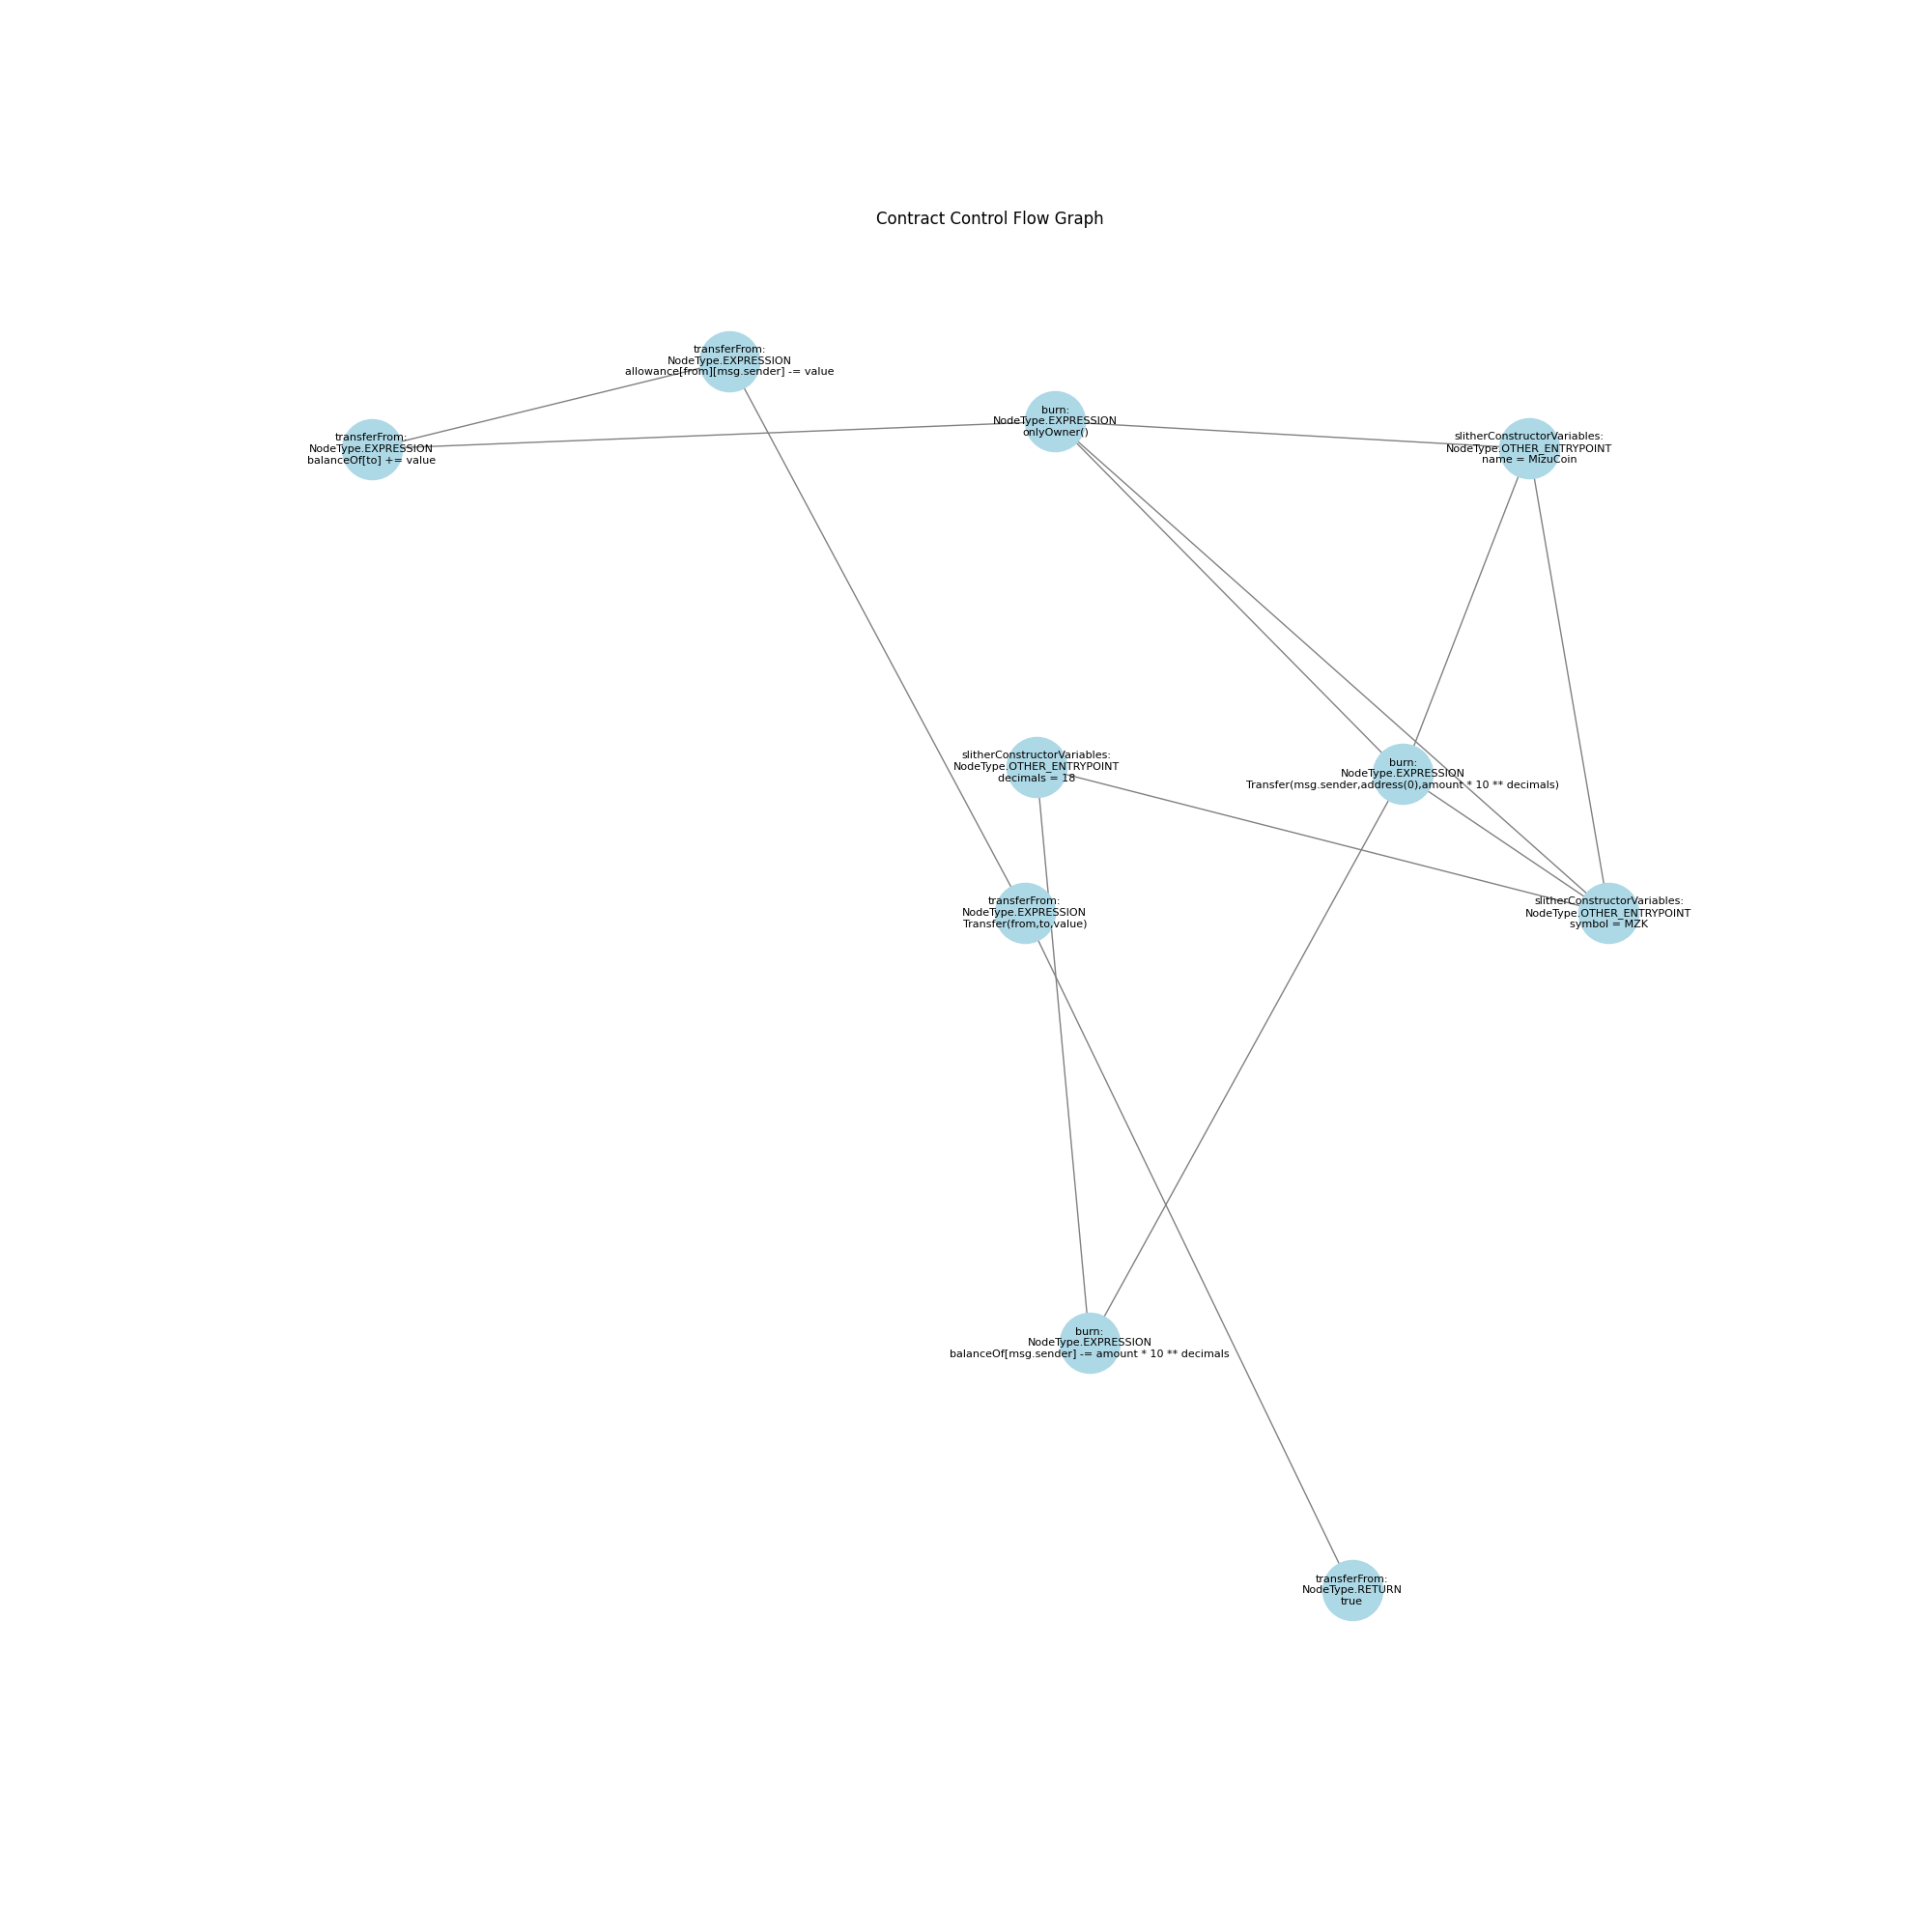 Contract Control Flow Graph
transferFrom:
NodeType.EXPRESSION
allowance[from][msg.sender] -= value
transferFrom:
NodeType.EXPRESSION
balanceOf[to] += value
burn:
NodeType.EXPRESSION
onlyOwner()
slitherConstructorVariables:
NodeType.OTHER_ENTRYPOINT
name = MizuCoin
slitherConstructorVariables:
NodeType.OTHER_ENTRYPOINT
decimals = 18
burn:
NodeType.EXPRESSION
Transfer(msg.sender,address(0),amount * 10 ** decimals)
transferFrom:
NodeType.EXPRESSION
Transfer(from,to,value)
slitherConstructorVariables:
NodeType.OTHER_ENTRYPOINT
symbol = MZK
burn:
NodeType.EXPRESSION
balanceOf[msg.sender] -= amount * 10 ** decimals
transferFrom:
NodeType.RETURN
true